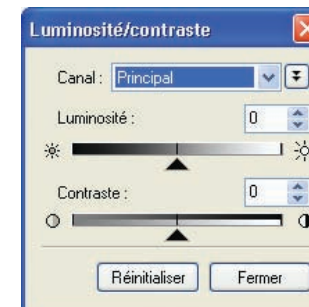 Luminosité/contraste
Canal : Principal
Luminosité : 0
Contraste : 0
Réinitialiser Fermer